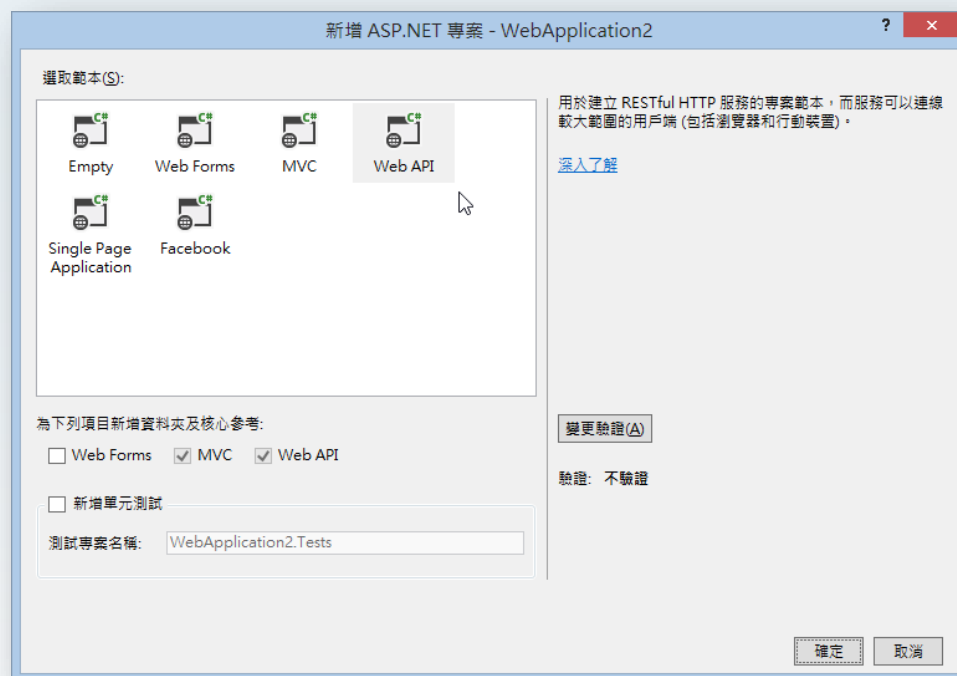 新增 ASP.NET 專案 - WebApplication2
?
選取範本(S):
Empty
Web Forms
MVC
Web API
Single Page
Application
Facebook
用於建立 RESTful HTTP 服務的專案範本，而服務可以連線
較大範圍的用戶端 (包括瀏覽器和行動裝置)。
深入了解
為下列項目新增資料夾及核心參考:
Web Forms
MVC
Web API
變更驗證(A)
驗證: 不驗證
新增單元測試
測試專案名稱:
WebApplication2.Tests
確定
取消